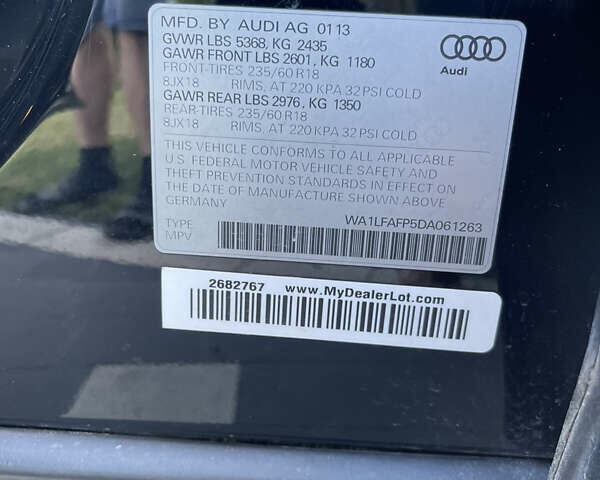 MFD. BY AUDI AG 01 13
GVWR LBS 5368, KG 2435
GAWR FRONT LBS 2601, KG 1180
FRONT-TIRES 235/60 R18
8JX18 RIMS, AT 220 KPA 32 PSI COLD
GAWR REAR LBS 2976, KG 1350
REAR-TIRES 235/60 R18
8JX18 RIMS, AT 220 KPA 32 PSI COLD
Audi
THIS VEHICLE CONFORMS TO ALL APPLICABLE
U.S. FEDERAL MOTOR VEHICLE SAFETY AND
THEFT PREVENTION STANDARDS IN EFFECT ON
THE DATE OF MANUFACTURE SHOWN ABOVE
GERMANY
WA1LFAFP5DA061263
TYPE
MPV
2682767 www.MyDealerLot.com